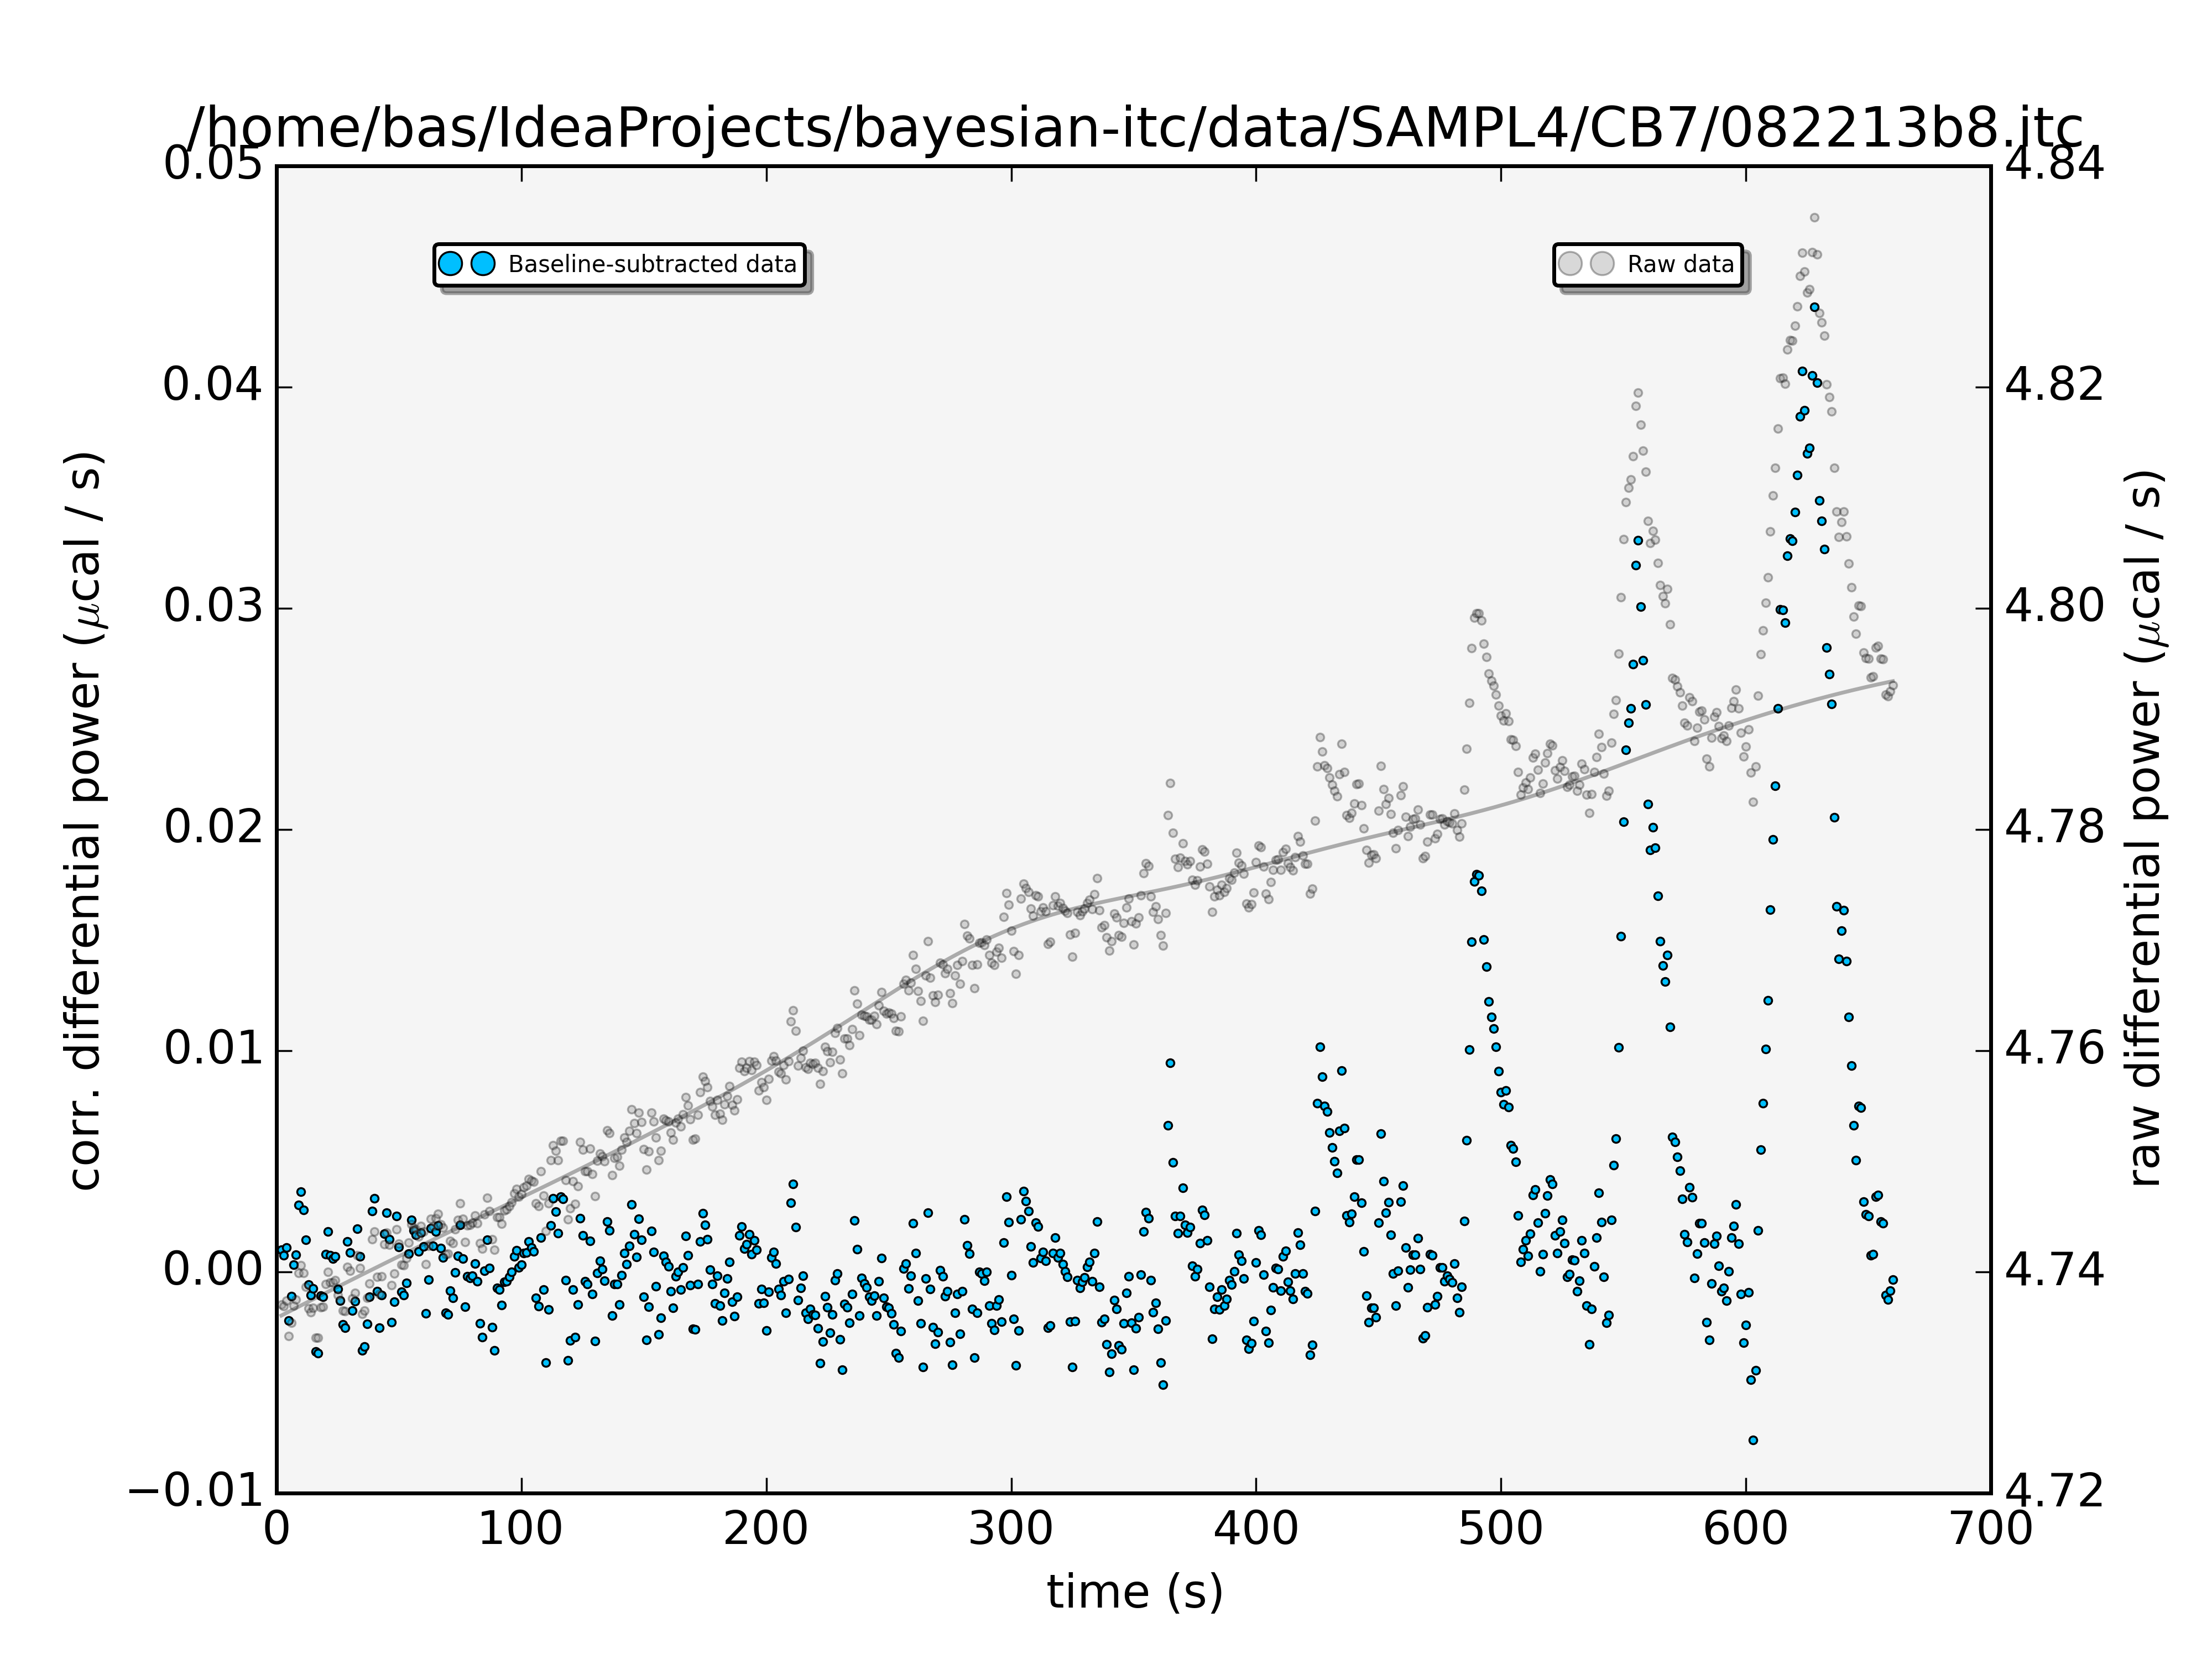 /home/bas/IdeaProjects/bayesian-itc/data/SAMPL4/CB7/082213b8.itc
0.05
4.84
Baseline-subtracted data
Raw data
0.04
4.82
0.03
4.80
0.02
4.78
0.01
4.76
0.00
4.74
−0.01
4.72
corr. differential power (μcal / s)
raw differential power (μcal / s)
0 100 200 300 400 500 600 700
time (s)